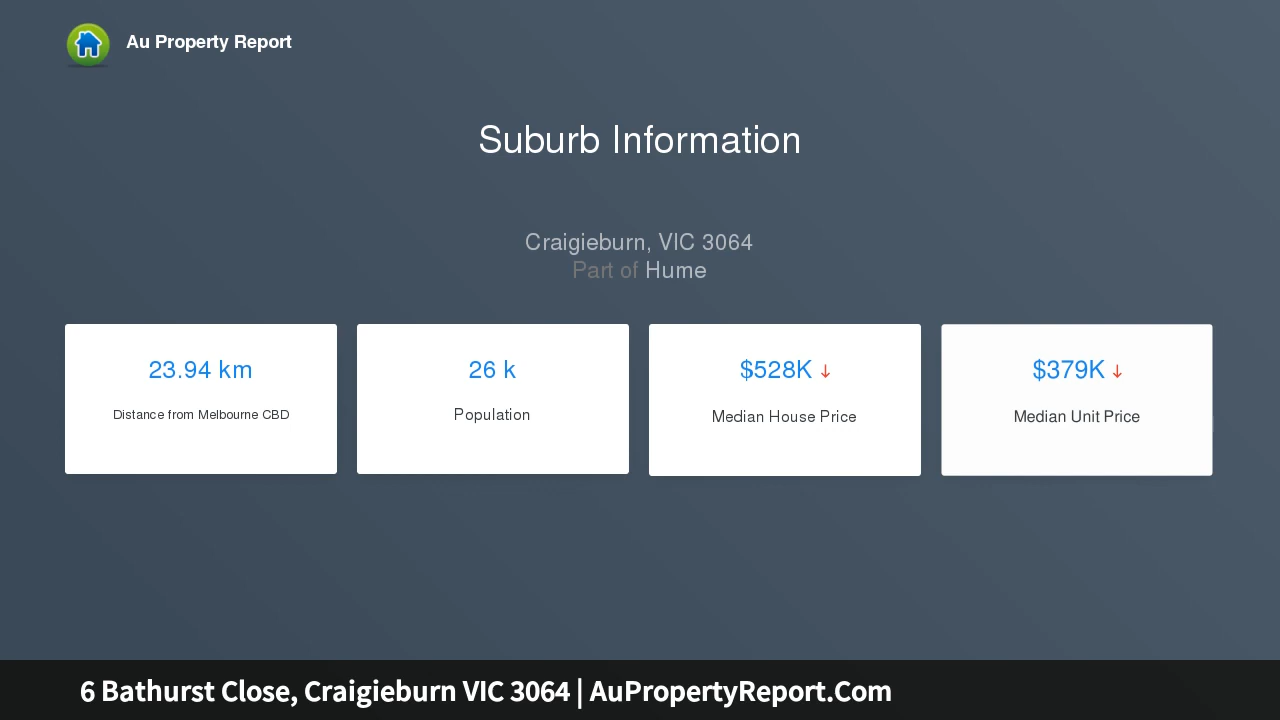 Au Property Report
Suburb Information
Craigieburn, VIC 3064
Part of Hume
23.94 km
Distance from Melbourne CBD
26 k
Population
$528K ↓
Median House Price
$379K ↓
Median Unit Price
6 Bathurst Close, Craigieburn VIC 3064 | AuPropertyReport.Com